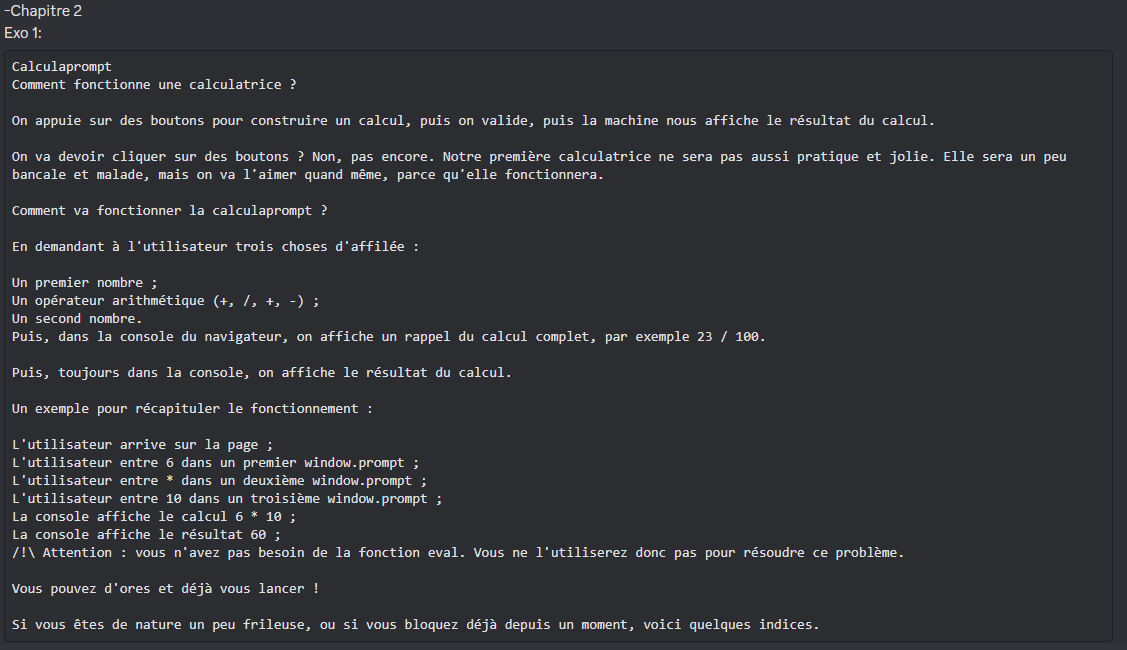 -Chapitre 2
Exo 1:
Calculaprompt
Comment fonctionne une calculatrice ?
On appuie sur des boutons pour construire un calcul, puis on valide, puis la machine nous affiche le résultat du calcul.
On va devoir cliquer sur des boutons ? Non, pas encore. Notre première calculatrice ne sera pas aussi pratique et jolie. Elle sera un peu
bancale et malade, mais on va l'aimer quand même, parce qu'elle fonctionnera.
Comment va fonctionner la calculaprompt ?
En demandant à l'utilisateur trois choses d'affilée :
Un premier nombre ;
Un opérateur arithmétique (+, /, +, -) ;
Un second nombre.
Puis, dans la console du navigateur, on affiche un rappel du calcul complet, par exemple 23 / 100.
Puis, toujours dans la console, on affiche le résultat du calcul.
Un exemple pour récapituler le fonctionnement :
L'utilisateur arrive sur la page ;
L'utilisateur entre 6 dans un premier window.prompt ;
L'utilisateur entre * dans un deuxième window.prompt ;
L'utilisateur entre 10 dans un troisième window.prompt ;
La console affiche le calcul 6 * 10 ;
La console affiche le résultat 60 ;
/!\ Attention : vous n'avez pas besoin de la fonction eval. Vous ne l'utiliserez donc pas pour résoudre ce problème.
Vous pouvez d'ores et déjà vous lancer !
Si vous êtes de nature un peu frileuse, ou si vous bloquez déjà depuis un moment, voici quelques indices.